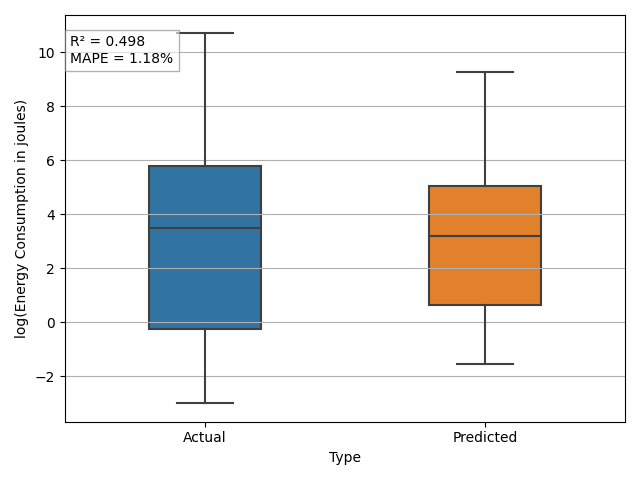 R² = 0.498
MAPE = 1.18%
log(Energy Consumption in joules)
10
8
6
4
2
0
−2
Actual
Predicted
Type